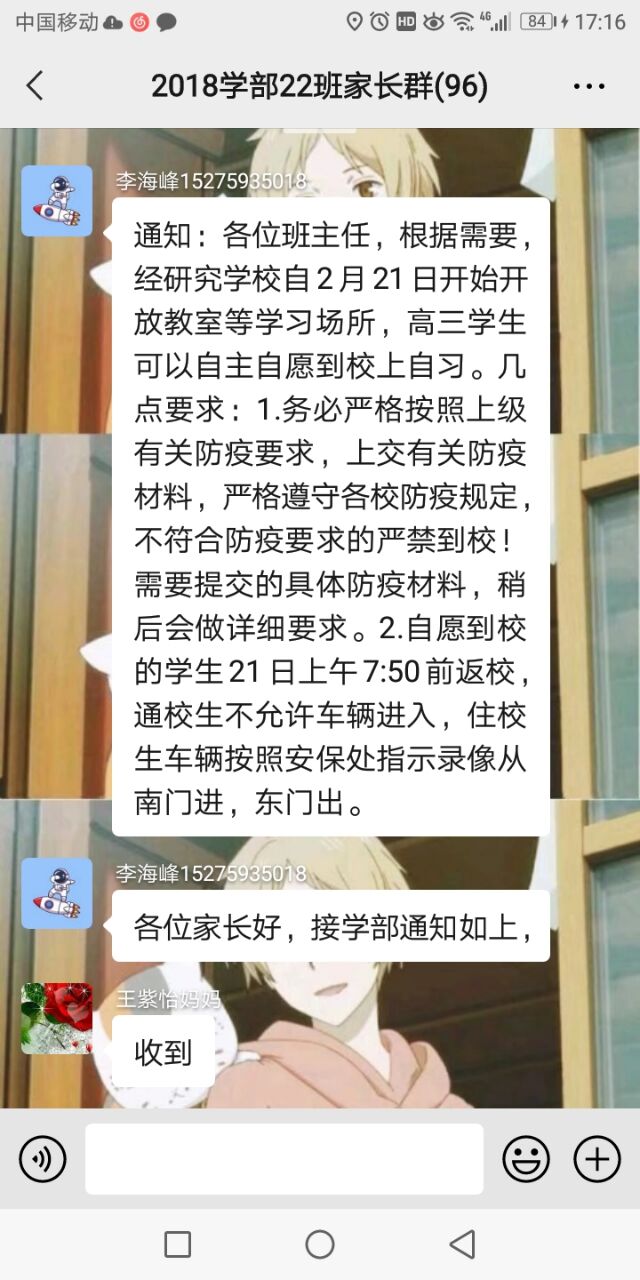 中国移动 HD 4G 84 17:16
2018学部22班家长群(96)
李海峰15275935018
通知：各位班主任，根据需要，
经研究学校自2月21日开始开
放教室等学习场所，高三学生
可以自主自愿到校上自习。几
点要求：1.务必严格按照上级
有关防疫要求，上交有关防疫
材料，严格遵守各校防疫规定，
不符合防疫要求的严禁到校！
需要提交的具体防疫材料，稍
后会做详细要求。2.自愿到校
的学生21日上午7:50前返校，
通校生不允许车辆进入，住校
生车辆按照安保处指示录像从
南门进，东门出。
李海峰15275935018
各位家长好，接学部通知如上，
王紫怡妈妈
收到